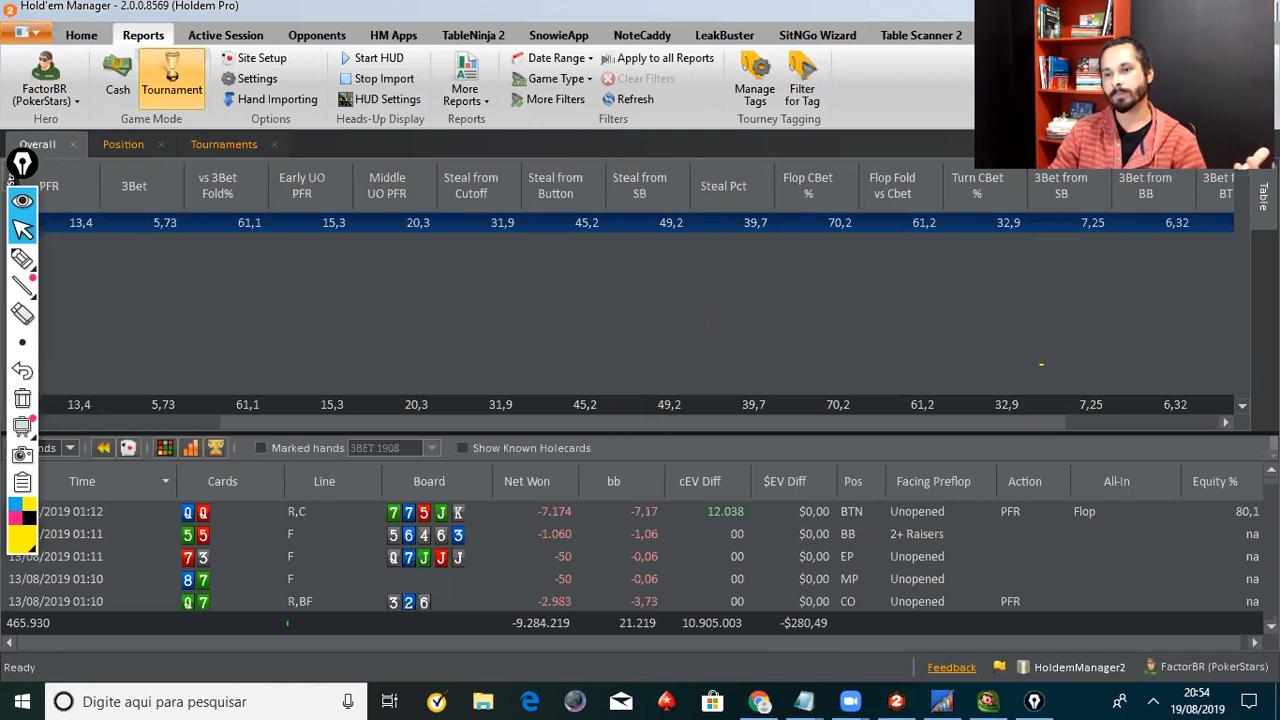 Hold'em Manager - 2.0.0.8569 (Holdem Pro)
Home Reports Active Session Opponents HM Apps TableNinja 2 SnowieApp NoteCaddy LeakBuster SitNGo Wizard Table Scanner 2
FactorBR (PokerStars)
Hero
Cash
Tournament
Game Mode
Site Setup
Settings
Hand Importing
Options
Start HUD
Stop Import
HUD Settings
Heads-Up Display
More Reports
Reports
Date Range
Game Type
More Filters
Apply to all Reports
Clear Filters
Refresh
Filters
Manage Tags
Filter for Tag
Tourney Tagging
Overall Position Tournaments
PFR 3Bet vs 3Bet Fold% Early UO PFR Middle UO PFR Steal from Cutoff Steal from Button Steal from SB Steal Pct Flop CBet % Flop Fold vs Cbet Turn CBet % 3Bet from SB 3Bet from BB 3Bet f BT
Table
13,4 5,73 61,1 15,3 20,3 31,9 45,2 49,2 39,7 70,2 61,2 32,9 7,25 6,32
13,4 5,73 61,1 15,3 20,3 31,9 45,2 49,2 39,7 70,2 61,2 32,9 7,25 6,32
nds Marked hands 3BET 1908 Show Known Holecards
Time Cards Line Board Net Won bb cEV Diff $EV Diff Pos Facing Preflop Action All-In Equity %
/08/2019 01:12 Q Q R,C 7 7 5 J K -7.174 -7,17 12.038 $0,00 BTN Unopened PFR Flop 80,1
13/08/2019 01:11 5 5 F 5 6 4 6 3 -1.060 -1,06 00 $0,00 BB 2+ Raisers na
13/08/2019 01:11 7 3 F Q 7 J J J -50 -0,06 00 $0,00 EP Unopened na
13/08/2019 01:10 8 7 F -50 -0,06 00 $0,00 MP Unopened na
13/08/2019 01:10 Q 7 R,BF 3 2 6 -2.983 -3,73 00 $0,00 CO Unopened PFR na
465.930 -9.284.219 21.219 10.905.003 -$280,49
Ready Feedback HoldemManager2 FactorBR (PokerStars)
Digite aqui para pesquisar
20:54
19/08/2019